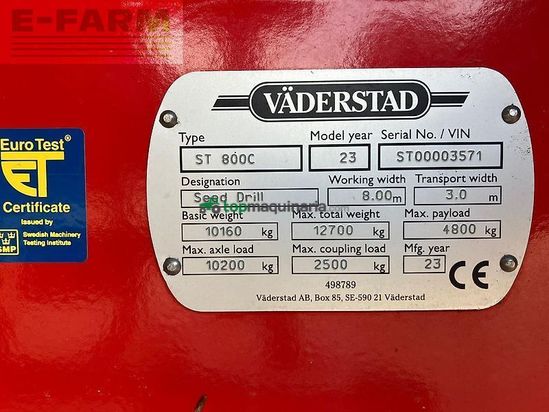 E-FARM
VÄDERSTAD
Type
Model year
Serial No. / VIN
ST 800C
23
ST00003571
Designation
Working width
Transport width
Seed Drill
8.00m
3.0 m
topmaquinaria.com
Basic weight
Max. total weight
Max. payload
10160 kg
12700 kg
4800 kg
Max. axle load
Max. coupling load
Mfg. year
10200 kg
2500 kg
23
CE
498789
Väderstad AB, Box 85, SE-590 21 Väderstad
Euro Test®
ET
Certificate
Issued by
Swedish Machinery
Testing Institute
SMP